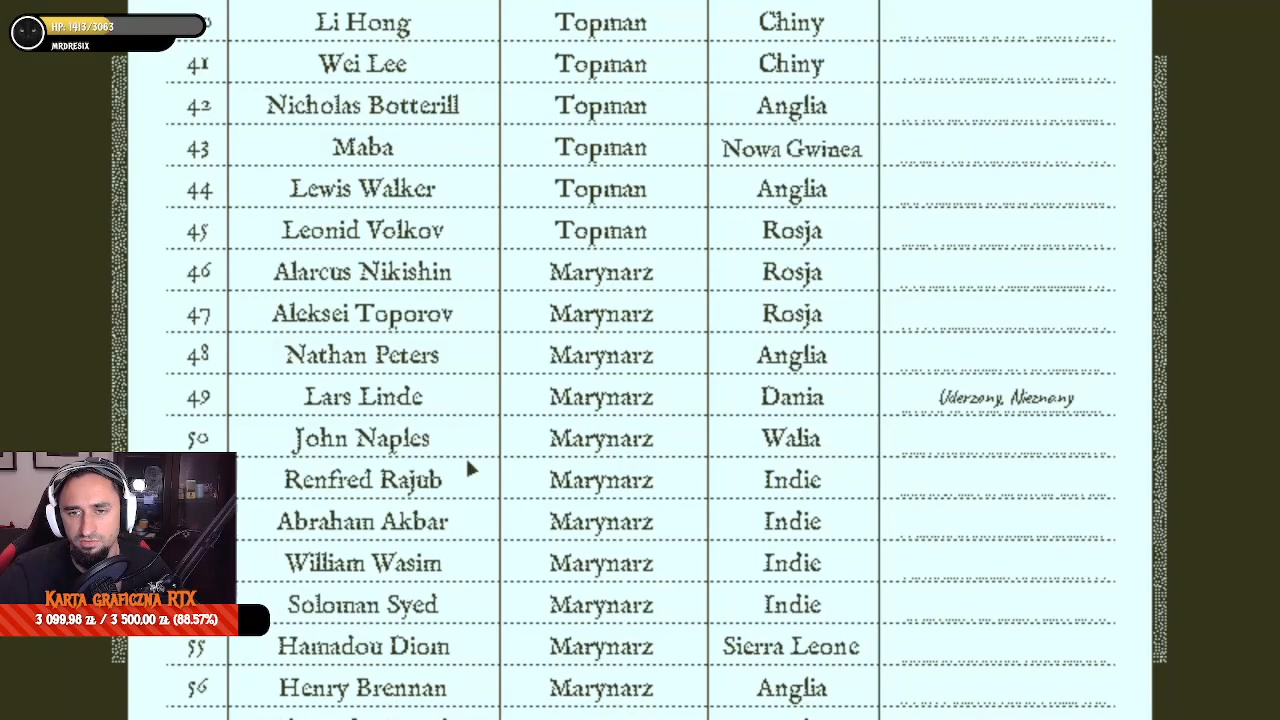 HP: 1413/3063
MRDRESIX
Li Hong Topman Chiny
41 Wei Lee Topman Chiny
42 Nicholas Botterill Topman Anglia
43 Maba Topman Nowa Gwinea
44 Lewis Walker Topman Anglia
45 Leonid Volkov Topman Rosja
46 Alarcus Nikishin Marynarz Rosja
47 Aleksei Toporov Marynarz Rosja
48 Nathan Peters Marynarz Anglia
49 Lars Linde Marynarz Dania Uderzony, Nieznany
50 John Naples Marynarz Walia
Renfred Rajub Marynarz Indie
Abraham Akbar Marynarz Indie
William Wasim Marynarz Indie
Soloman Syed Marynarz Indie
55 Hamadou Diom Marynarz Sierra Leone
56 Henry Brennan Marynarz Anglia
KARTA GRAFICZNA RTX
3 099,98 zł / 3 500,00 zł (88.57%)